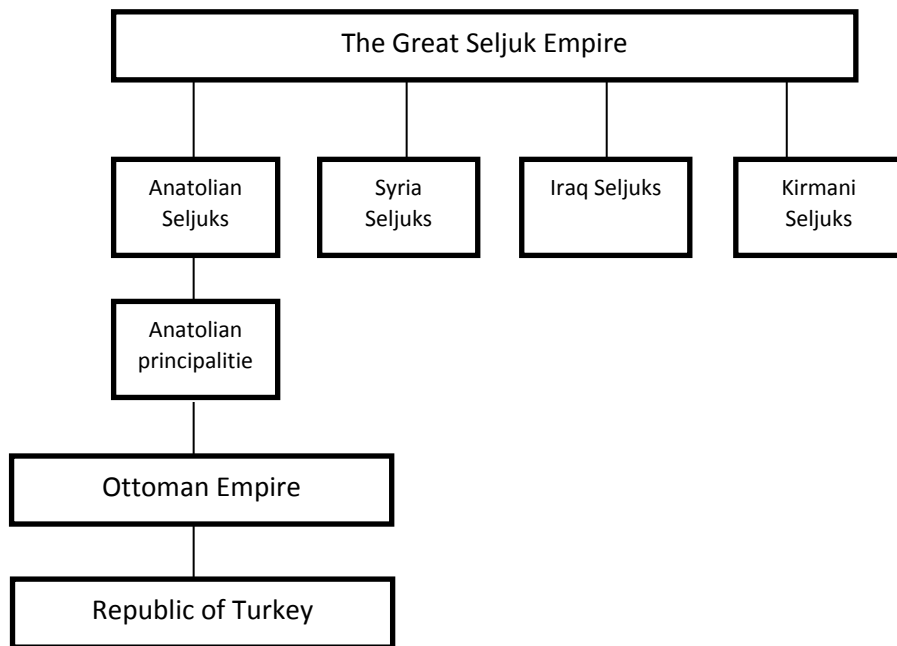 The Great Seljuk Empire
Anatolian
Seljuks
Syria
Seljuks
Iraq Seljuks
Kirmani
Seljuks
Anatolian
principalitie
Ottoman Empire
Republic of Turkey